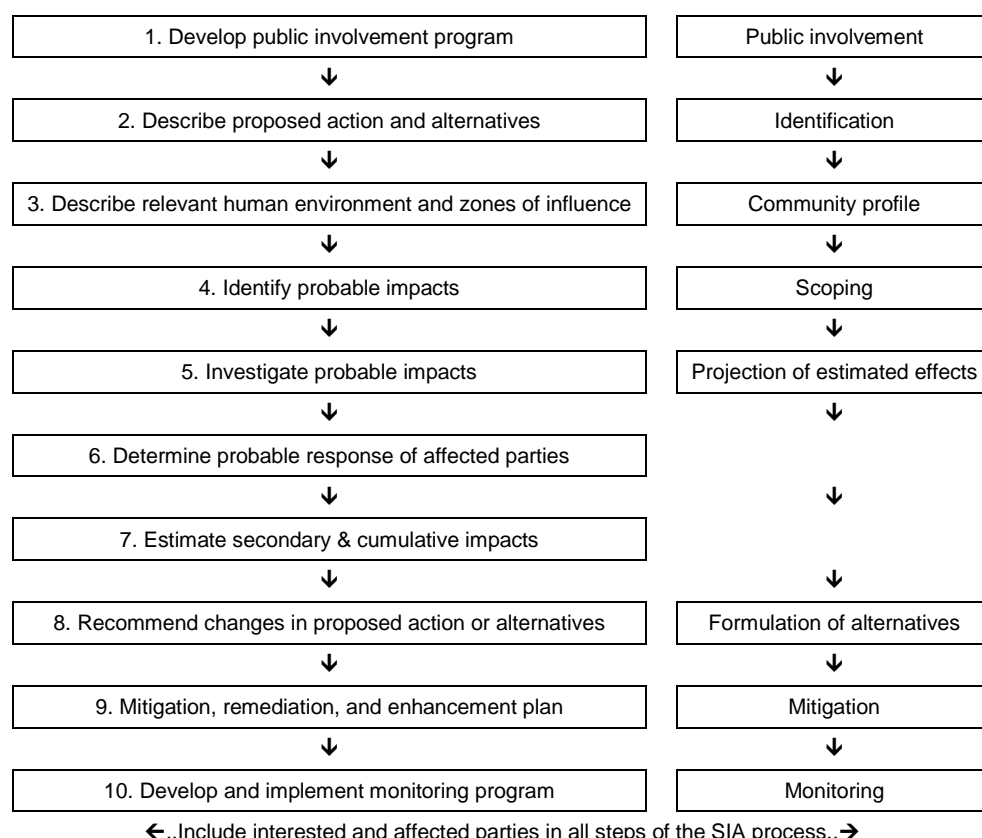 1. Develop public involvement program
Public involvement
2. Describe proposed action and alternatives
Identification
3. Describe relevant human environment and zones of influence
Community profile
4. Identify probable impacts
Scoping
5. Investigate probable impacts
Projection of estimated effects
6. Determine probable response of affected parties
7. Estimate secondary & cumulative impacts
8. Recommend changes in proposed action or alternatives
Formulation of alternatives
9. Mitigation, remediation, and enhancement plan
Mitigation
10. Develop and implement monitoring program
Monitoring
←..Include interested and affected parties in all steps of the SIA process..→